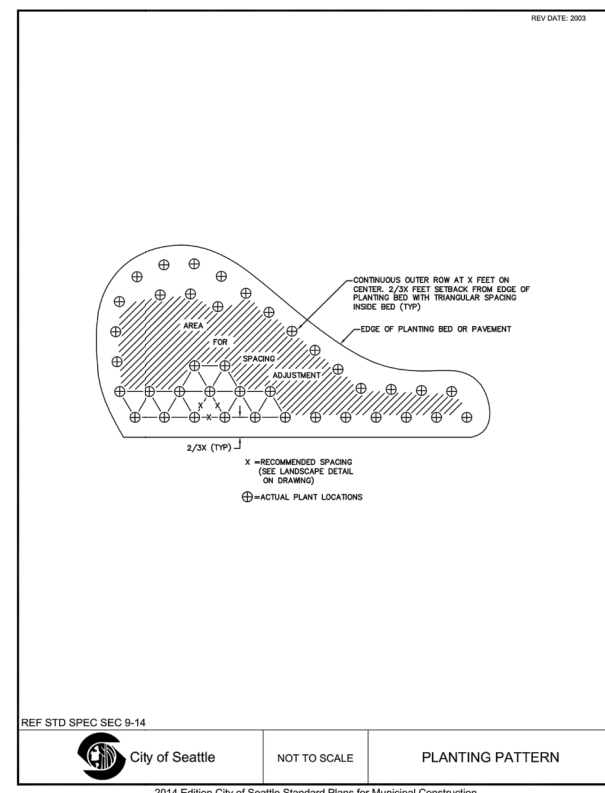 REV DATE: 2003
CONTINUOUS OUTER ROW AT X FEET ON
CENTER. 2/3X FEET SETBACK FROM EDGE OF
PLANTING BED WITH TRIANGULAR SPACING
INSIDE BED (TYP)
EDGE OF PLANTING BED OR PAVEMENT
AREA
FOR
SPACING
ADJUSTMENT
X X
X
2/3X (TYP)
X =RECOMMENDED SPACING
(SEE LANDSCAPE DETAIL
ON DRAWING)
=ACTUAL PLANT LOCATIONS
REF STD SPEC SEC 9-14
City of Seattle
NOT TO SCALE
PLANTING PATTERN
2014 Edition City of Seattle Standard Plans for Municipal Construction